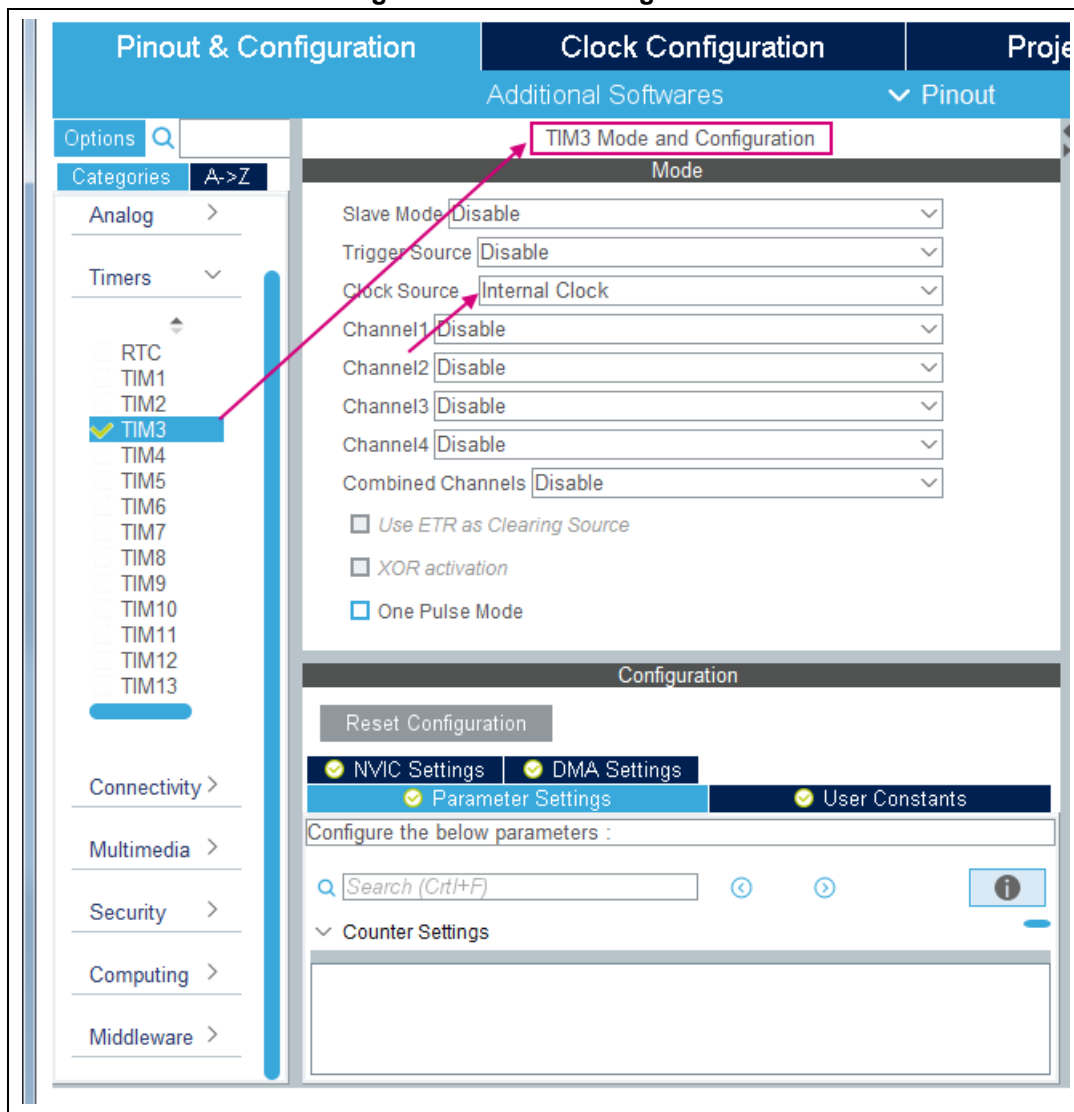 Pinout & Configuration Clock Configuration
Additional Softwares Pinout
Options
Categories A->Z
Analog
Timers
RTC
TIM1
TIM2
TIM3
TIM4
TIM5
TIM6
TIM7
TIM8
TIM9
TIM10
TIM11
TIM12
TIM13
Connectivity
Multimedia
Security
Computing
Middleware
TIM3 Mode and Configuration
Mode
Slave Mode Disable
Trigger Source Disable
Clock Source Internal Clock
Channel1 Disable
Channel2 Disable
Channel3 Disable
Channel4 Disable
Combined Channels Disable
Use ETR as Clearing Source
XOR activation
One Pulse Mode
Configuration
Reset Configuration
NVIC Settings DMA Settings
Parameter Settings User Constants
Configure the below parameters :
Search (Crtl+F)
Counter Settings